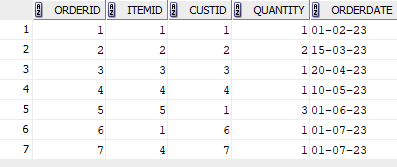 ORDERID ITEMID CUSTID QUANTITY ORDERDATE
1 1 1 1 1 01-02-23
2 2 2 2 2 15-03-23
3 3 3 3 1 20-04-23
4 4 4 4 1 10-05-23
5 5 5 1 3 01-06-23
6 6 1 6 1 01-07-23
7 7 4 7 1 01-07-23